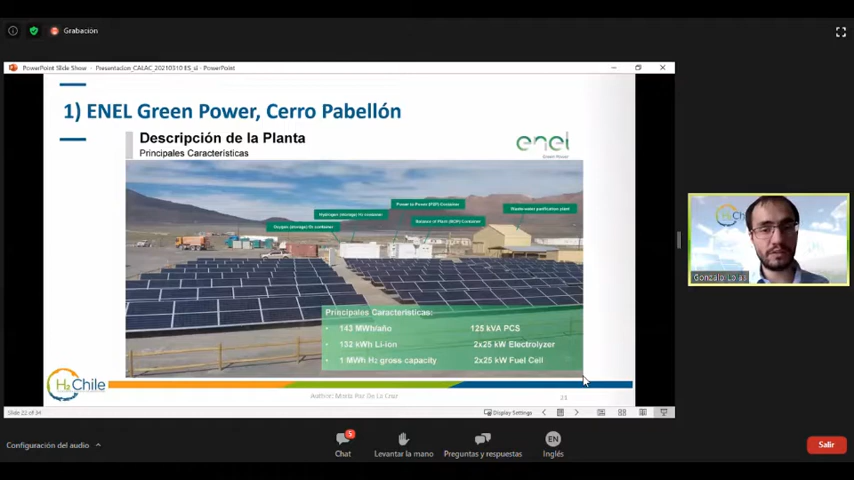 Grabación
PowerPoint Slide Show - Presentacion_CALAC_20210310 ES_sl - PowerPoint
1) ENEL Green Power, Cerro Pabellón
Descripción de la Planta
Principales Características
enel
Green Power
Power to Power (P2P) Container
Hydrogen (storage) H₂ container
Wastewater purification plant
Oxygen (storage) O₂ container
Balance of Plant (BOP) Container
Principales Características:
• 143 MWh/año 125 kVA PCS
• 132 kWh Li-ion 2x25 kW Electrolyzer
• 1 MWh H₂ gross capacity 2x25 kW Fuel Cell
H₂ Chile
Author: María Paz De La Cruz
21
Slide 22 of 34
Display Settings
Gonzalo
Configuración del audio
5
Chat
Levantar la mano
Preguntas y respuestas
EN
Inglés
Salir